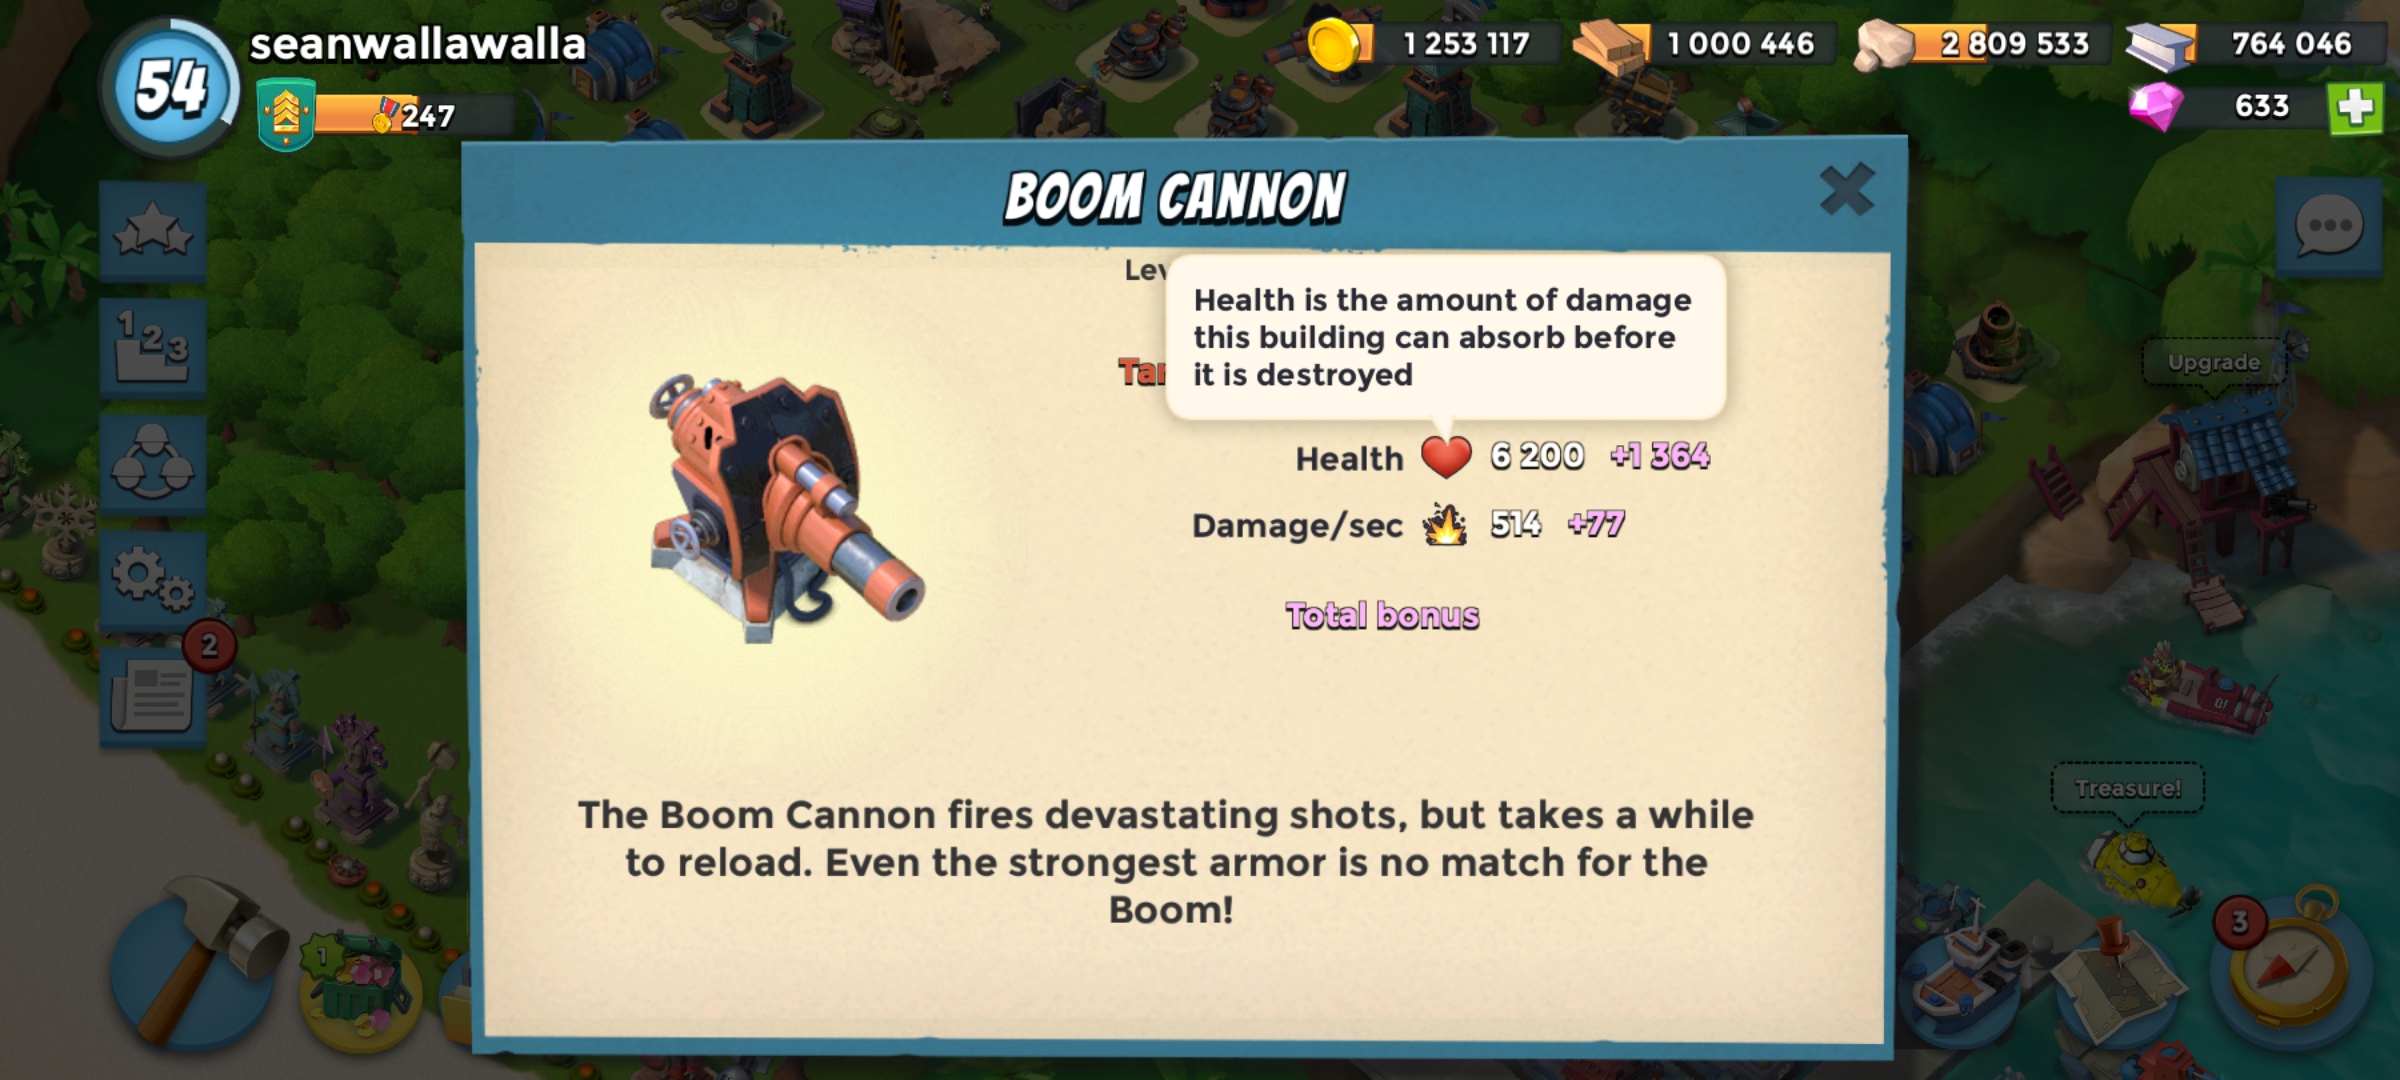 54
seanwallawalla
247
1 253 117
1 000 446
2 809 533
764 046
633
BOOM CANNON
Health is the amount of damage
this building can absorb before
it is destroyed
Health 6 200 +1 364
Damage/sec 514 +77
Total bonus
The Boom Cannon fires devastating shots, but takes a while
to reload. Even the strongest armor is no match for the
Boom!
1 2 3
2
1
Upgrade
Treasure!
3